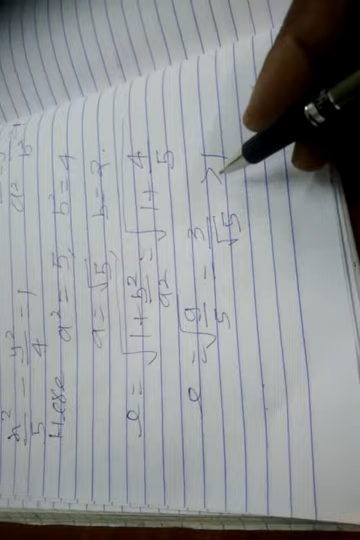 x²/5 - y²/4 = 1
Here a² = 5, b² = 4
a = √5, b = 2.
e = √(1 + b²/a²) = √(1 + 4/5)
e = √(9/5) = 3/√5 > 1